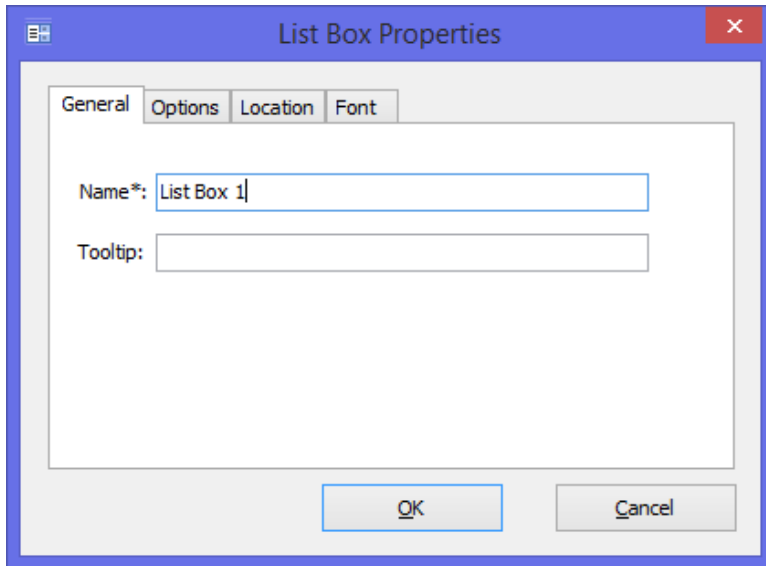 List Box Properties
General Options Location Font
Name*: List Box 1
Tooltip:
OK Cancel